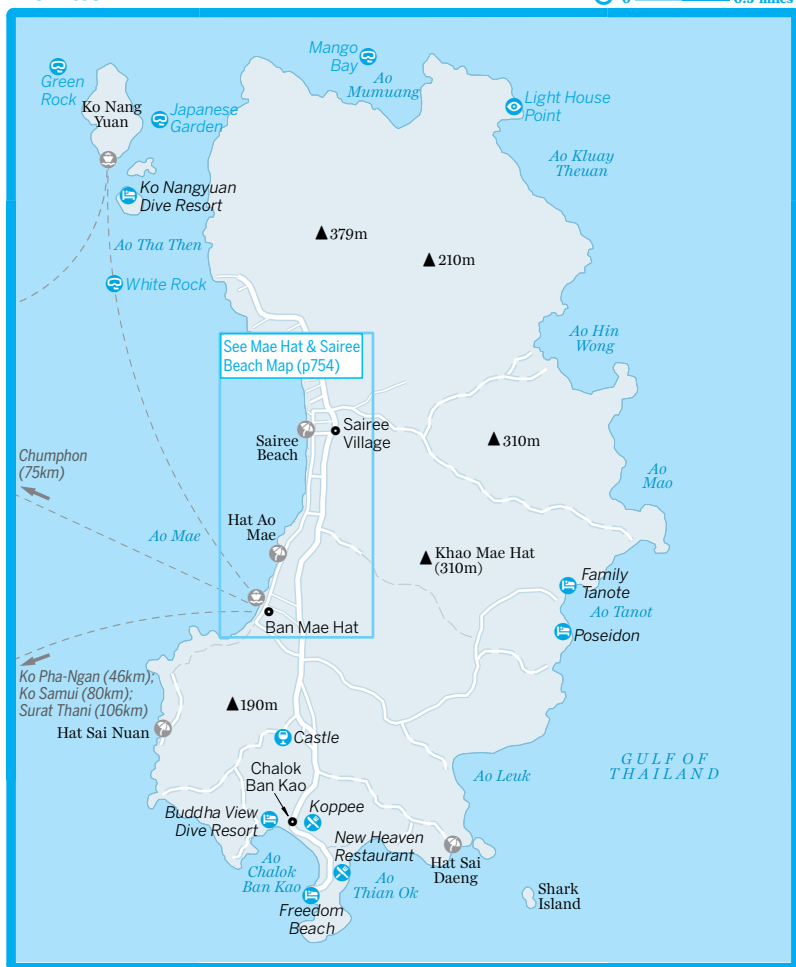 0
0.5 miles
Mango
Bay
Ao
Mumuang
Green
Rock
Ko Nang
Yuan
Japanese
Garden
Light House
Point
Ao Kluay
Theuan
Ko Nangyuan
Dive Resort
379m
210m
Ao Tha Then
White Rock
Ao Hin
Wong
See Mae Hat & Sairee
Beach Map (p754)
Sairee
Village
Sairee
Beach
310m
Chumphon
(75km)
Ao
Mao
Hat Ao
Mae
Ao Mae
Khao Mae Hat
(310m)
Family
Tanote
Ao Tanot
Ban Mae Hat
Poseidon
Ko Pha-Ngan (46km);
Ko Samui (80km);
Surat Thani (106km)
190m
Hat Sai Nuan
Castle
GULF OF
THAILAND
Ao Leuk
Chalok
Ban Kao
Buddha View
Dive Resort
Koppee
New Heaven
Restaurant
Hat Sai
Daeng
Ao
Chalok
Ban Kao
Ao
Thian Ok
Shark
Island
Freedom
Beach